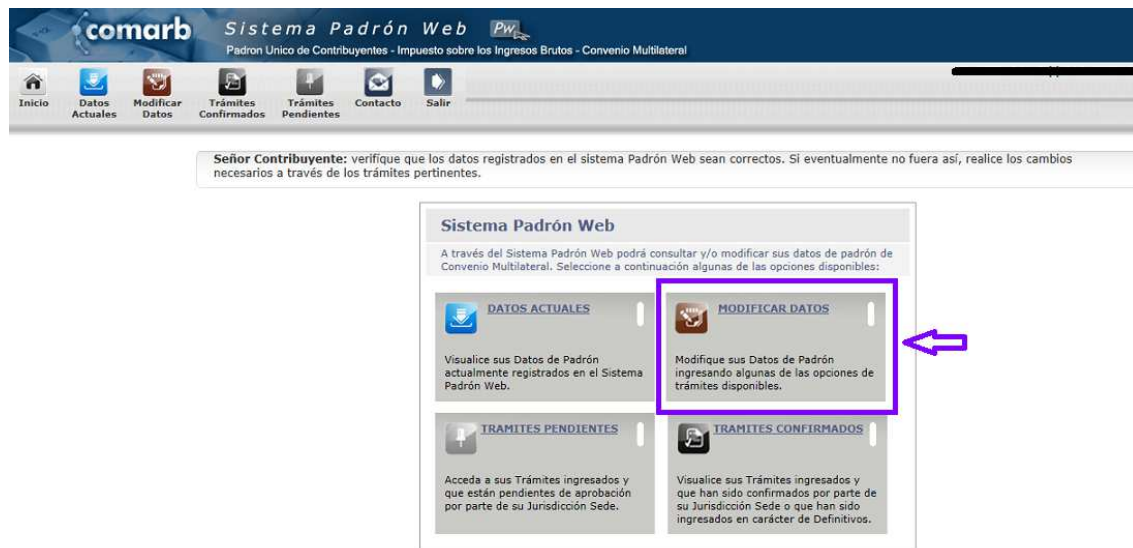 comarb
Sistema Padrón Web Pw
Padron Unico de Contribuyentes - Impuesto sobre los Ingresos Brutos - Convenio Multilateral
Inicio
Datos Actuales
Modificar Datos
Trámites Confirmados
Trámites Pendientes
Contacto
Salir
Señor Contribuyente: verifique que los datos registrados en el sistema Padrón Web sean correctos. Si eventualmente no fuera así, realice los cambios
necesarios a través de los trámites pertinentes.
Sistema Padrón Web
A través del Sistema Padrón Web podrá consultar y/o modificar sus datos de padrón de
Convenio Multilateral. Seleccione a continuación algunas de las opciones disponibles:
DATOS ACTUALES
Visualice sus Datos de Padrón
actualmente registrados en el Sistema
Padrón Web.
MODIFICAR DATOS
Modifique sus Datos de Padrón
ingresando algunas de las opciones de
trámites disponibles.
TRAMITES PENDIENTES
Acceda a sus Trámites ingresados y
que están pendientes de aprobación
por parte de su Jurisdicción Sede.
TRAMITES CONFIRMADOS
Visualice sus Trámites ingresados y
que han sido confirmados por parte de
su Jurisdicción Sede o que han sido
ingresados en carácter de Definitivos.